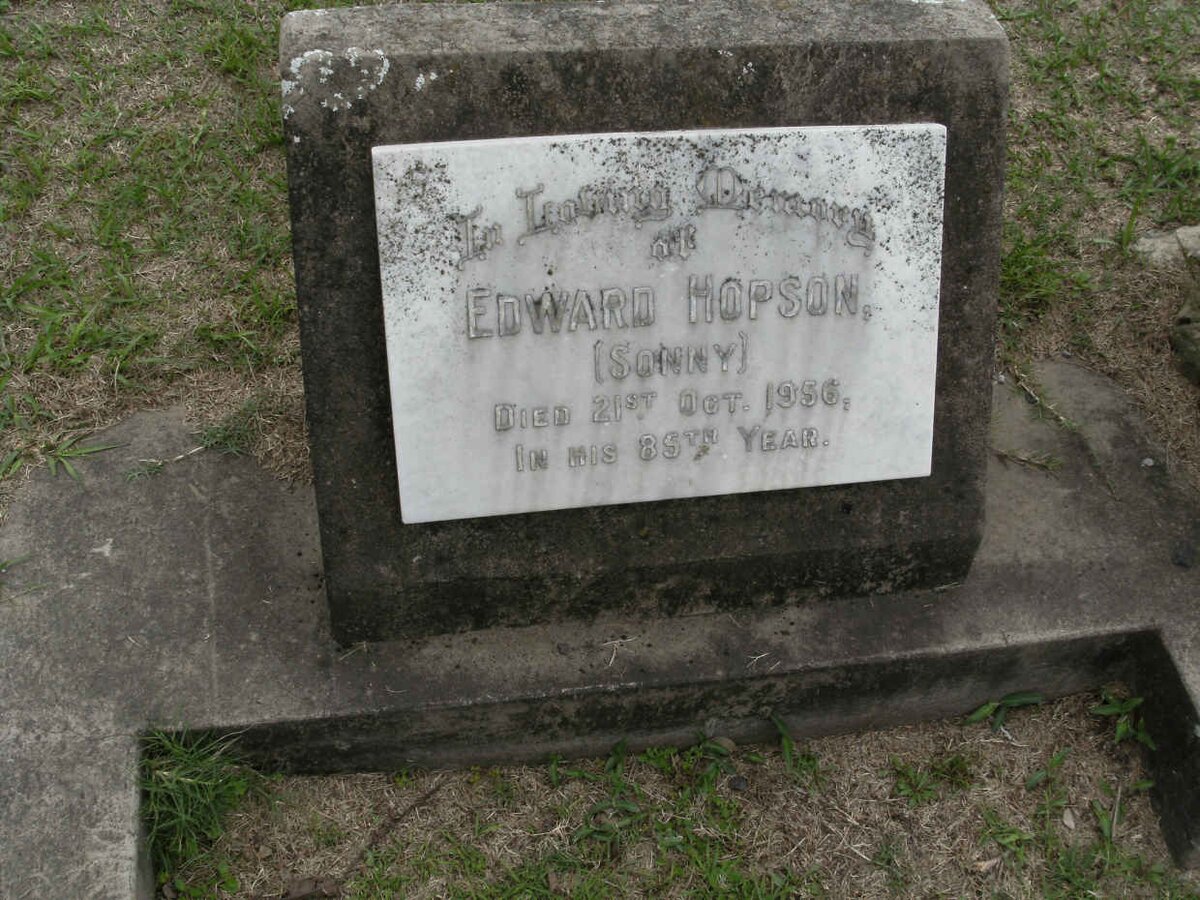 In Loving Memory
of
EDWARD HOPSON,
(SONNY)
DIED 21ST OCT. 1956,
IN HIS 85TH YEAR.